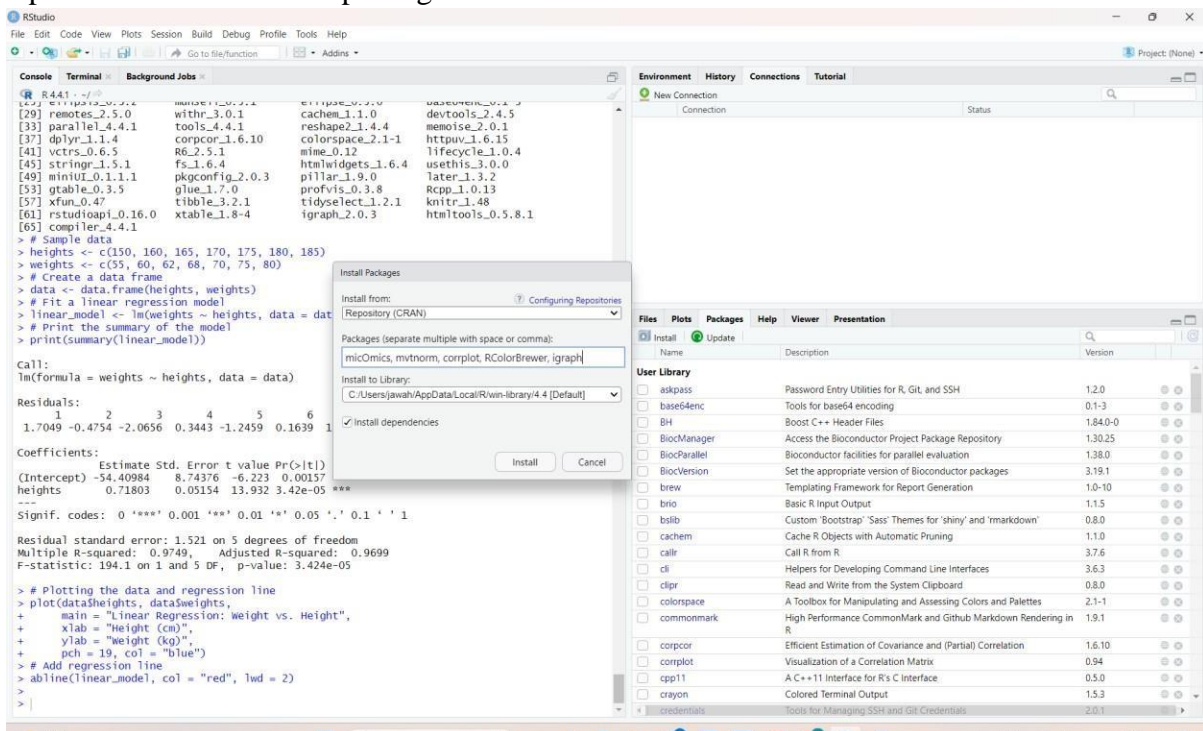 RStudio
File Edit Code View Plots Session Build Debug Profile Tools Help
Go to file/function Addins
Project: (None)
Console Terminal Background Jobs
R 4.4.1 · ~/
[29] remotes_2.5.0 withr_3.0.1 cachem_1.1.0 devtools_2.4.5
[33] parallel_4.4.1 tools_4.4.1 reshape2_1.4.4 memoise_2.0.1
[37] dplyr_1.1.4 corpcor_1.6.10 colorspace_2.1-1 httpuv_1.6.15
[41] vctrs_0.6.5 R6_2.5.1 mime_0.12 lifecycle_1.0.4
[45] stringr_1.5.1 fs_1.6.4 htmlwidgets_1.6.4 usethis_3.0.0
[49] miniUI_0.1.1.1 pkgconfig_2.0.3 pillar_1.9.0 later_1.3.2
[53] gtable_0.3.5 glue_1.7.0 profvis_0.3.8 Rcpp_1.0.13
[57] xfun_0.47 tibble_3.2.1 tidyselect_1.2.1 knitr_1.48
[61] rstudioapi_0.16.0 xtable_1.8-4 igraph_2.0.3 htmltools_0.5.8.1
[65] compiler_4.4.1
> # Sample data
> heights <- c(150, 160, 165, 170, 175, 180, 185)
> weights <- c(55, 60, 62, 68, 70, 75, 80)
> # Create a data frame
> data <- data.frame(heights, weights)
> # Fit a linear regression model
> linear_model <- lm(weights ~ heights, data = dat
> # Print the summary of the model
> print(summary(linear_model))
Call:
lm(formula = weights ~ heights, data = data)
Residuals:
1 2 3 4 5 6
1.7049 -0.4754 -2.0656 0.3443 -1.2459 0.1639 1
Coefficients:
Estimate Std. Error t value Pr(>|t|)
(Intercept) -54.40984 8.74376 -6.223 0.00157
heights 0.71803 0.05154 13.932 3.42e-05 ***
---
Signif. codes: 0 ‘***’ 0.001 ‘**’ 0.01 ‘*’ 0.05 ‘.’ 0.1 ‘ ’ 1
Residual standard error: 1.521 on 5 degrees of freedom
Multiple R-squared: 0.9749, Adjusted R-squared: 0.9699
F-statistic: 194.1 on 1 and 5 DF, p-value: 3.424e-05
> # Plotting the data and regression line
> plot(data$heights, data$weights,
+ main = "Linear Regression: Weight vs. Height",
+ xlab = "Height (cm)",
+ ylab = "Weight (kg)",
+ pch = 19, col = "blue")
> # Add regression line
> abline(linear_model, col = "red", lwd = 2)
>
>
Install Packages
Install from: Configuring Repositories
Repository (CRAN)
Packages (separate multiple with space or comma):
micOmics, mvtnorm, corrplot, RColorBrewer, igraph
Install to Library:
C:/Users/jawah/AppData/Local/R/win-library/4.4 [Default]
Install dependencies
Install Cancel
Environment History Connections Tutorial
New Connection
Connection Status
Files Plots Packages Help Viewer Presentation
Install Update
Name Description Version
User Library
askpass Password Entry Utilities for R, Git, and SSH 1.2.0
base64enc Tools for base64 encoding 0.1-3
BH Boost C++ Header Files 1.84.0-0
BiocManager Access the Bioconductor Project Package Repository 1.30.25
BiocParallel Bioconductor facilities for parallel evaluation 1.38.0
BiocVersion Set the appropriate version of Bioconductor packages 3.19.1
brew Templating Framework for Report Generation 1.0-10
brio Basic R Input Output 1.1.5
bslib Custom 'Bootstrap' 'Sass' Themes for 'shiny' and 'rmarkdown' 0.8.0
cachem Cache R Objects with Automatic Pruning 1.1.0
callr Call R from R 3.7.6
cli Helpers for Developing Command Line Interfaces 3.6.3
clipr Read and Write from the System Clipboard 0.8.0
colorspace A Toolbox for Manipulating and Assessing Colors and Palettes 2.1-1
commonmark High Performance CommonMark and Github Markdown Rendering in 1.9.1
R
corpcor Efficient Estimation of Covariance and (Partial) Correlation 1.6.10
corrplot Visualization of a Correlation Matrix 0.94
cpp11 A C++11 Interface for R's C Interface 0.5.0
crayon Colored Terminal Output 1.5.3
credentials Tools for Managing SSH and Git Credentials 2.0.1